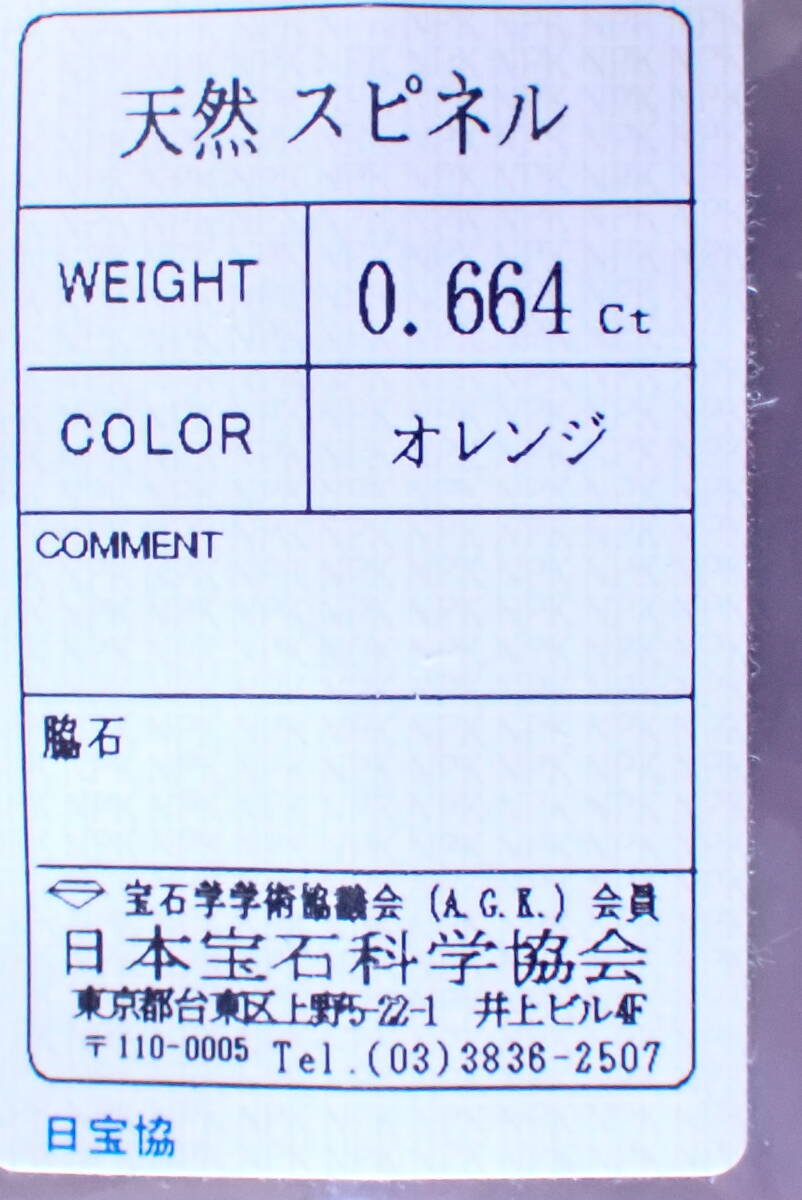 天然 スピネル
WEIGHT 0.664 ct
COLOR オレンジ
COMMENT
脇石
宝石学学術協議会 (A.G.K.) 会員
日本宝石科学協会
東京都台東区上野5-22-1 井上ビル4F
〒110-0005 Tel.(03)3836-2507
日宝協